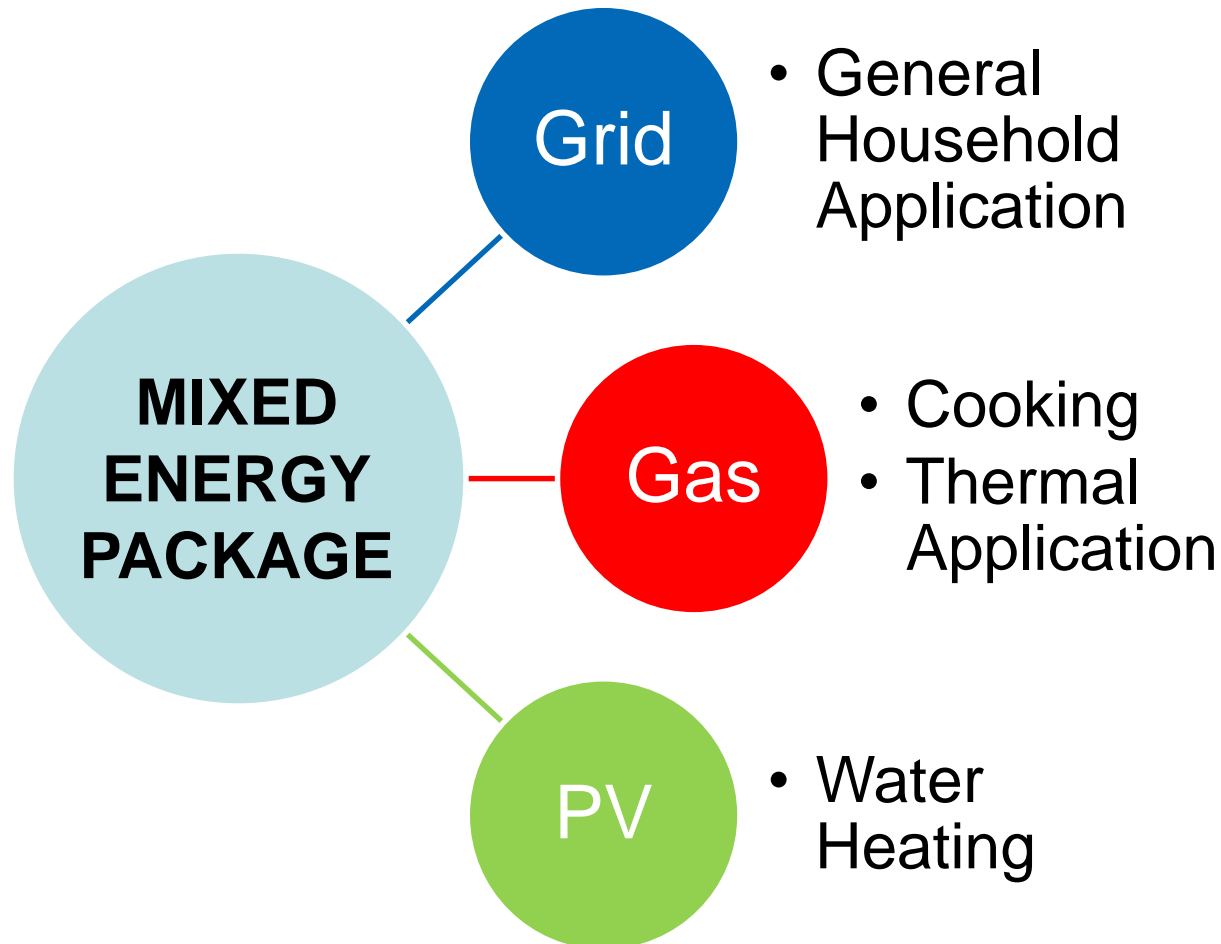 MIXED
ENERGY
PACKAGE
Grid
• General
Household
Application
Gas
• Cooking
• Thermal
Application
PV
• Water
Heating